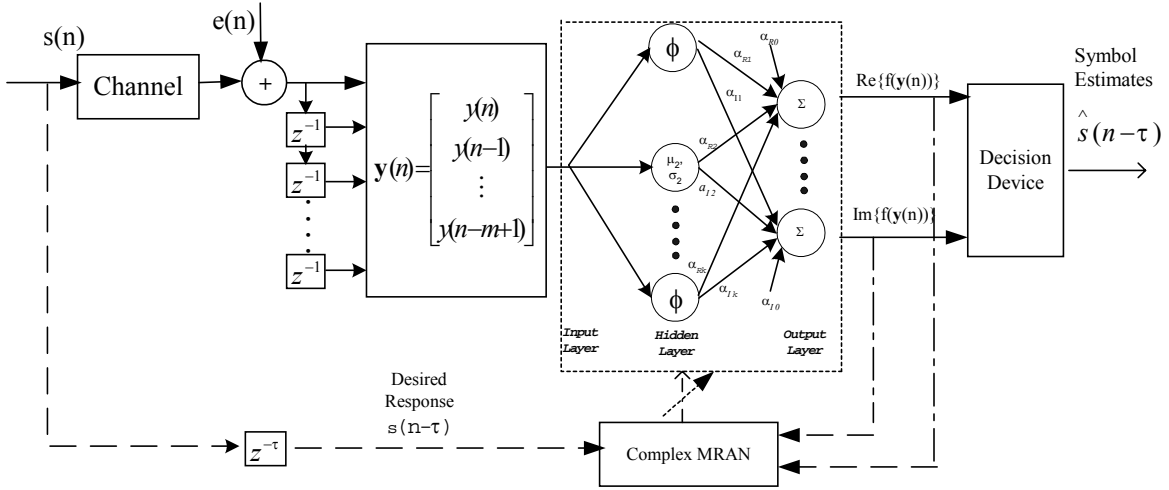 s(n)
e(n)
Channel
+
z⁻¹
z⁻¹
z⁻¹
y(n)=
y(n)
y(n−1)
⋮
y(n−m+1)
ϕ
μ₂,
σ₂
ϕ
α_R1
α_I1
α_R2
a_I2
α_Rk
α_Ik
α_R0
α_I0
Σ
Σ
Input
Layer
Hidden
Layer
Output
Layer
Re{f(y(n))}
Im{f(y(n))}
Decision
Device
Symbol
Estimates
ŝ(n−τ)
Desired
Response
s(n-τ)
z^−τ
Complex MRAN